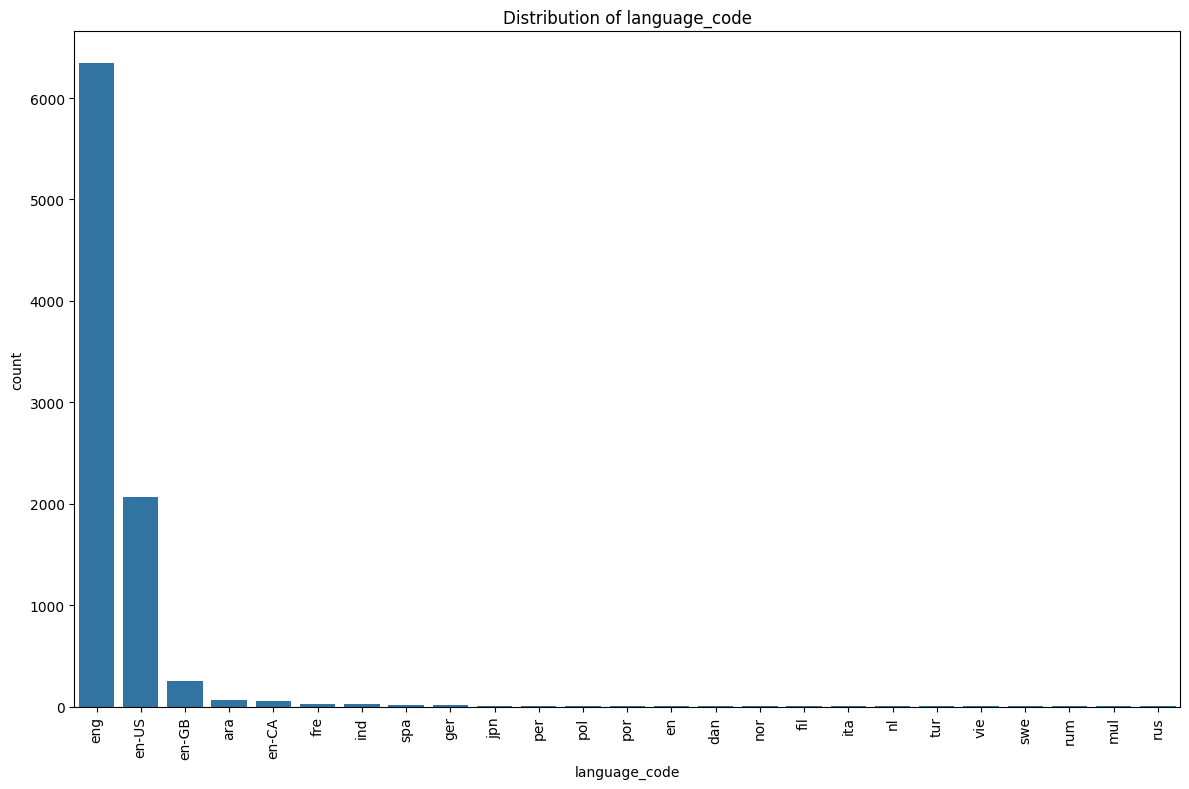 Distribution of language_code
count
6000
5000
4000
3000
2000
1000
0
eng en-US en-GB ara en-CA fre ind spa ger jpn per pol por en dan nor fil ita nl tur vie swe rum mul rus
language_code